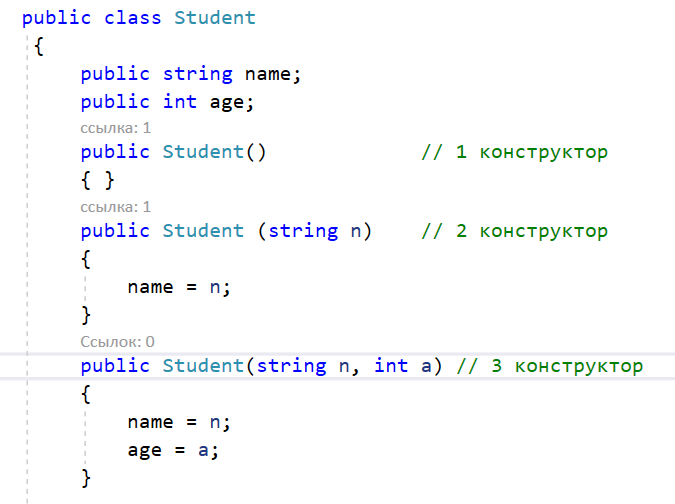 public class Student
{
public string name;
public int age;
ссылка: 1
public Student() // 1 конструктор
{ }
ссылка: 1
public Student (string n) // 2 конструктор
{
name = n;
}
Ссылок: 0
public Student(string n, int a) // 3 конструктор
{
name = n;
age = a;
}